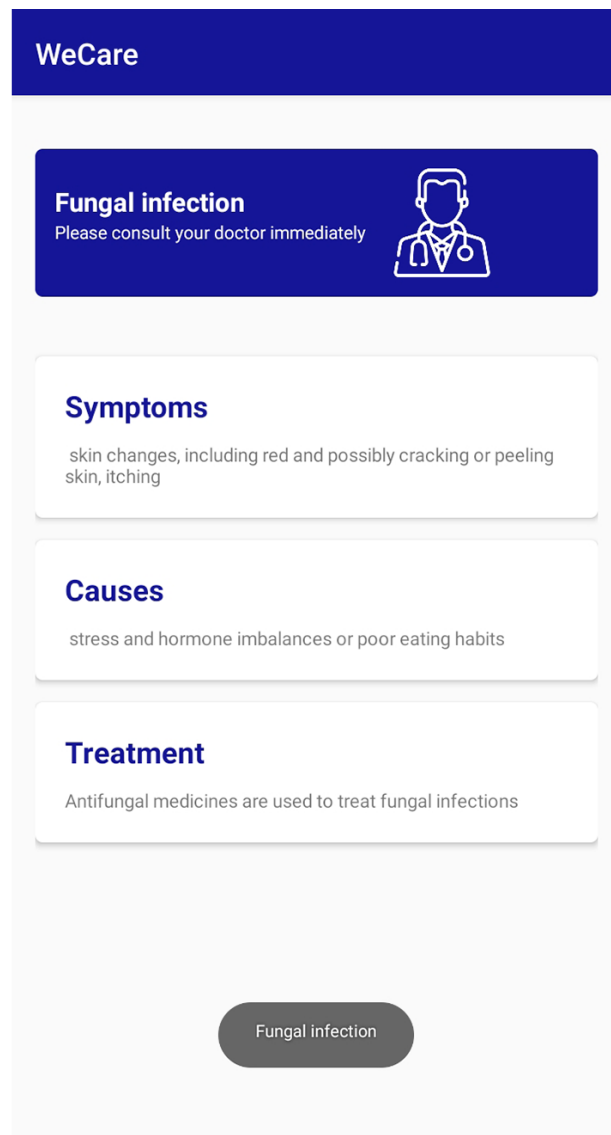 WeCare
Fungal infection
Please consult your doctor immediately
Symptoms
skin changes, including red and possibly cracking or peeling
skin, itching
Causes
stress and hormone imbalances or poor eating habits
Treatment
Antifungal medicines are used to treat fungal infections
Fungal infection